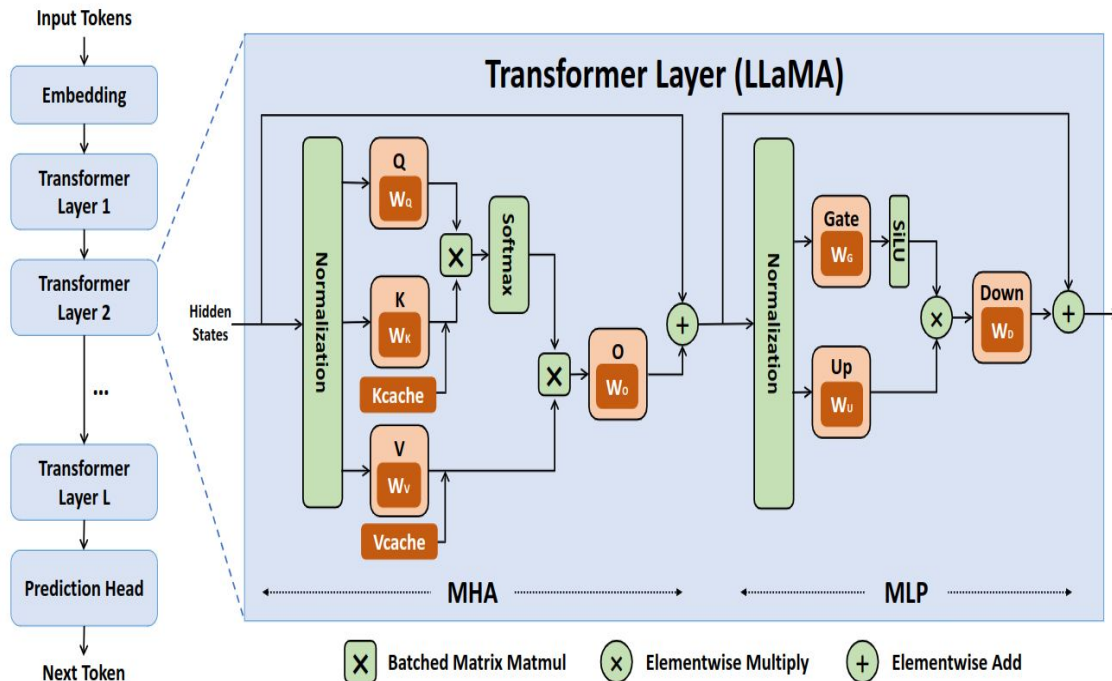 Input Tokens
Embedding
Transformer
Layer 1
Transformer
Layer 2
...
Transformer
Layer L
Prediction Head
Next Token
Transformer Layer (LLaMA)
Hidden
States
Normalization
Q
WQ
K
WK
Kcache
V
WV
Vcache
×
Softmax
×
O
WO
+
Normalization
Gate
WG
SiLU
Up
WU
×
Down
WD
+
MHA
MLP
× Batched Matrix Matmul
× Elementwise Multiply
+ Elementwise Add